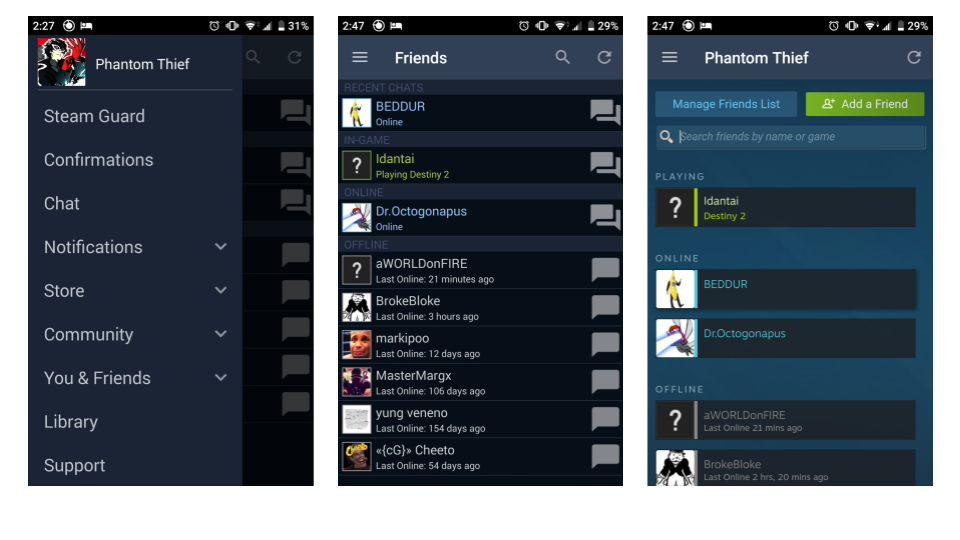 2:27
31%
Phantom Thief
Steam Guard
Confirmations
Chat
Notifications
Store
Community
You & Friends
Library
Support
2:47
29%
Friends
RECENT CHATS
BEDDUR
Online
IN-GAME
?
Idantai
Playing Destiny 2
ONLINE
Dr.Octogonapus
Online
OFFLINE
?
aWORLDonFIRE
Last Online: 21 minutes ago
BrokeBloke
Last Online: 3 hours ago
markipoo
Last Online: 12 days ago
MasterMargx
Last Online: 106 days ago
yung veneno
Last Online: 154 days ago
«{cG}» Cheeto
Last Online: 54 days ago
2:47
29%
Phantom Thief
Manage Friends List
Add a Friend
Search friends by name or game
PLAYING
?
Idantai
Destiny 2
ONLINE
BEDDUR
Dr.Octogonapus
OFFLINE
?
aWORLDonFIRE
Last Online 21 mins ago
BrokeBloke
Last Online 2 hrs, 20 mins ago